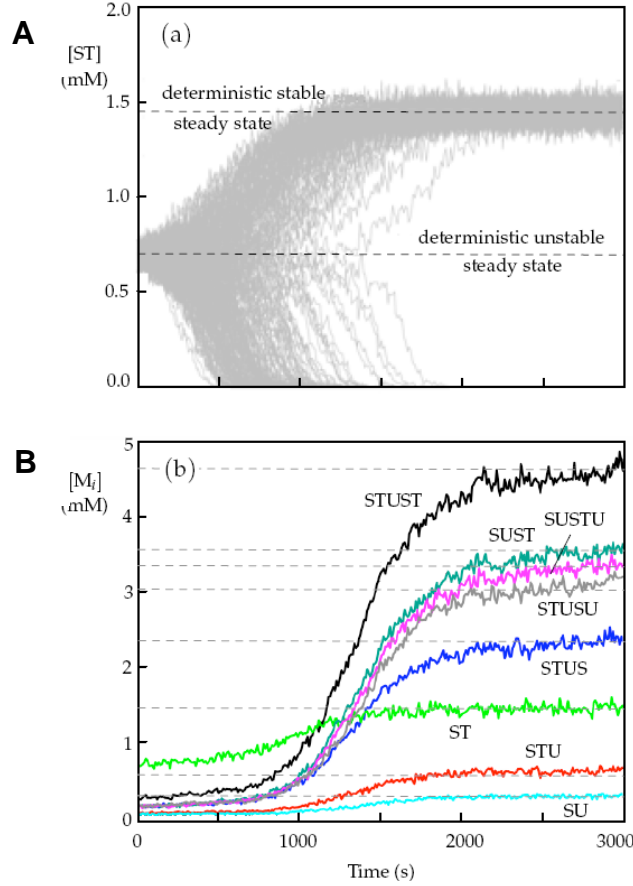 A
[ST]
(mM)
(a)
2.0
1.5
1.0
0.5
0.0
deterministic stable
steady state
deterministic unstable
steady state
B
[Mi]
(mM)
(b)
5
4
3
2
1
0
STUST
SUST
SUSTU
STUSU
STUS
ST
STU
SU
0
1000
2000
3000
Time (s)